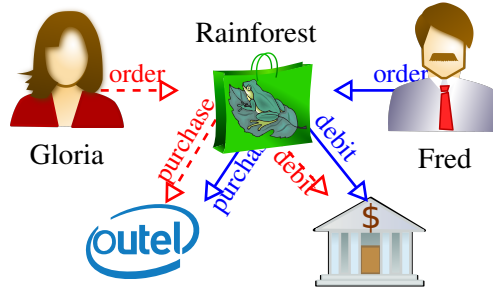 Rainforest
order
order
Gloria
Fred
purchase
purchase
debit
debit
outel
$